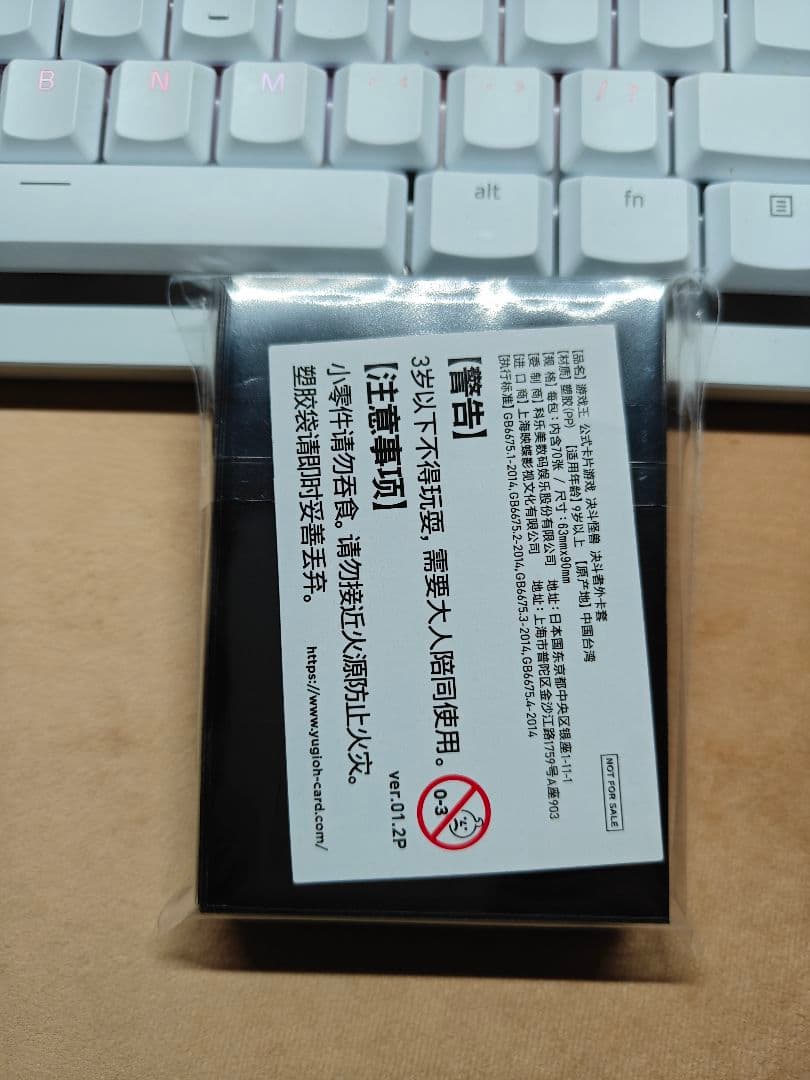 B
N
M
alt
fn
[品名] 游戏王 公式卡片游戏 决斗怪兽 决斗者外卡套
[材质] 塑胶(PP) [适用年龄] 9岁以上 [原产地] 中国台湾
[规 格] 每包:内含70张 / 尺寸:63mmx90mm
[委 制 商] 科乐美数码娱乐股份有限公司 地址:日本国东京都中央区银座1-11-1
[进 口 商] 上海映蝶影视文化有限公司 地址:上海市普陀区金沙江路1759号A座903
[执行标准] GB6675.1-2014,GB6675.2-2014,GB6675.3-2014,GB6675.4-2014
NOT FOR SALE
【警告】
3岁以下不得玩耍,需要大人陪同使用。
0-3
【注意事项】
ver.01.2P
小零件请勿吞食。请勿接近火源防止火灾。
塑胶袋请即时妥善丢弃。
https://www.yugioh-card.com/